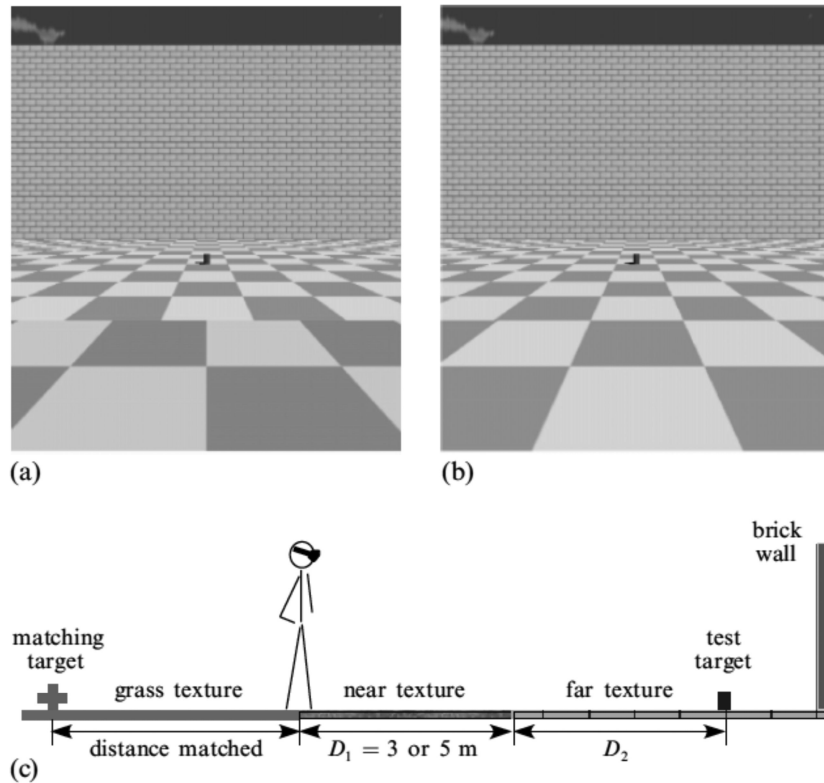 (a)
(b)
brick
wall
matching
target
test
target
grass texture
near texture
far texture
distance matched
D₁ = 3 or 5 m
D₂
(c)